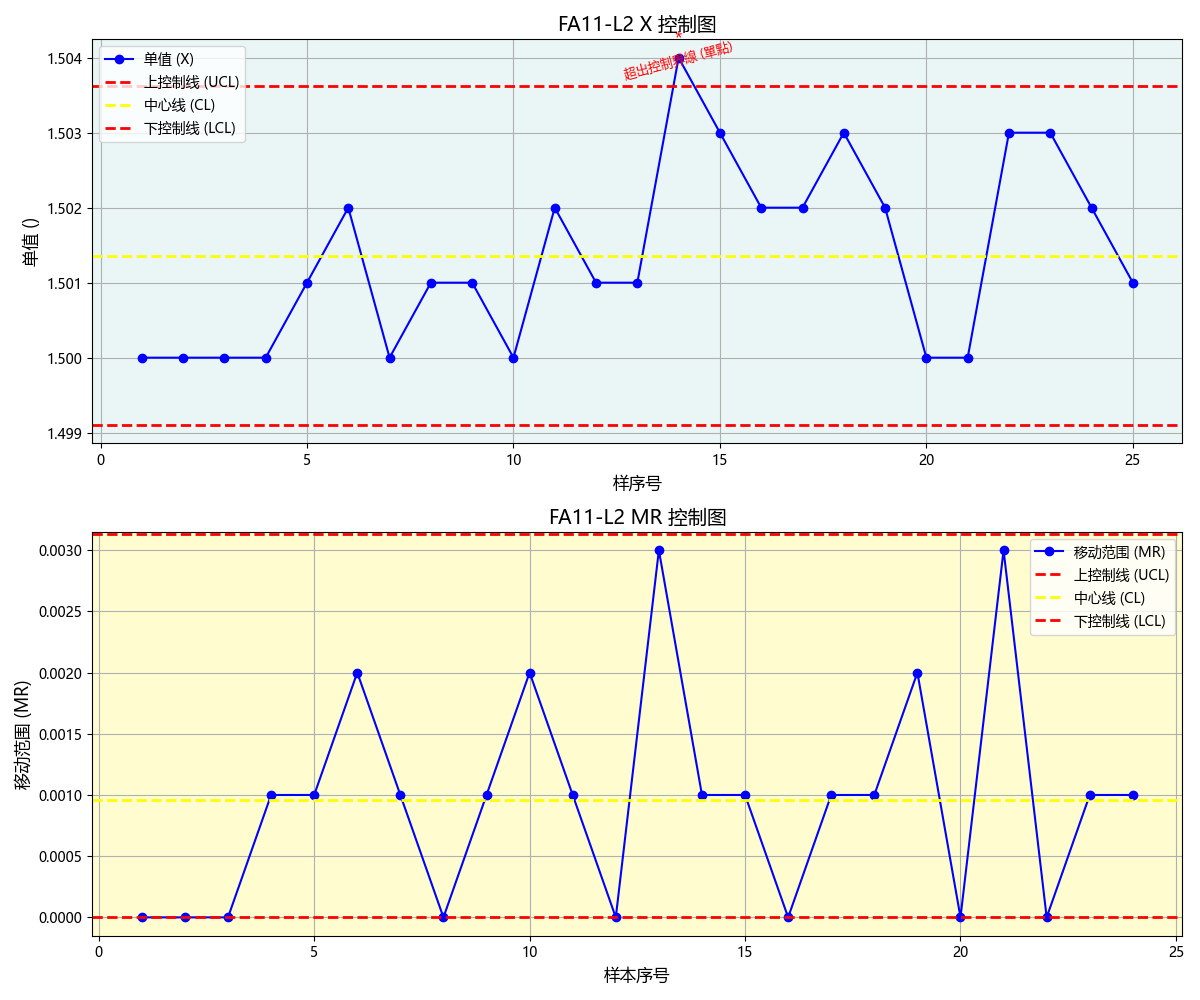 FA11-L2 X 控制图
*
超出控制界線 (單點)
单值 (X)
上控制线 (UCL)
中心线 (CL)
下控制线 (LCL)
单值 ()
1.504
1.503
1.502
1.501
1.500
1.499
0 5 10 15 20 25
样序号
FA11-L2 MR 控制图
移动范围 (MR)
上控制线 (UCL)
中心线 (CL)
下控制线 (LCL)
移动范围 (MR)
0.0030
0.0025
0.0020
0.0015
0.0010
0.0005
0.0000
0 5 10 15 20 25
样本序号